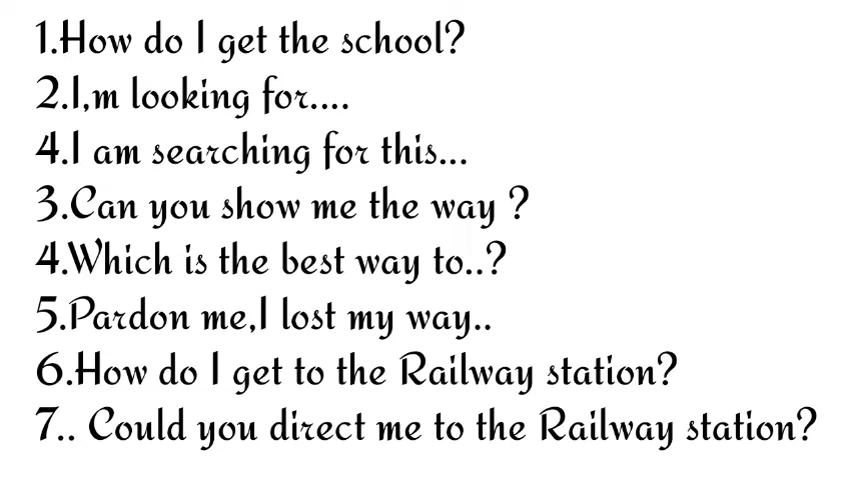 1.How do I get the school?
2.I,m looking for....
4.I am searching for this...
3.Can you show me the way ?
4.Which is the best way to..?
5.Pardon me,I lost my way..
6.How do I get to the Railway station?
7.. Could you direct me to the Railway station?